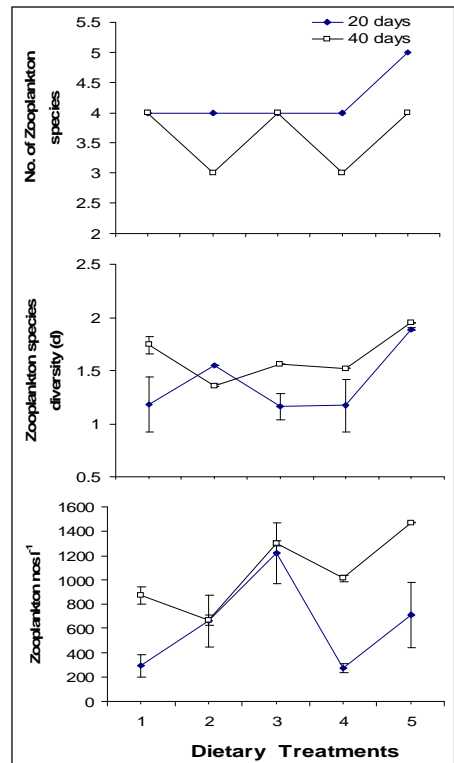 20 days
40 days
No. of Zooplankton
species
5.5
5
4.5
4
3.5
3
2.5
2
Zooplankton species
diversity (d)
2.5
2
1.5
1
0.5
Zooplankton nos l⁻¹
1600
1400
1200
1000
800
600
400
200
0
1 2 3 4 5
Dietary Treatments